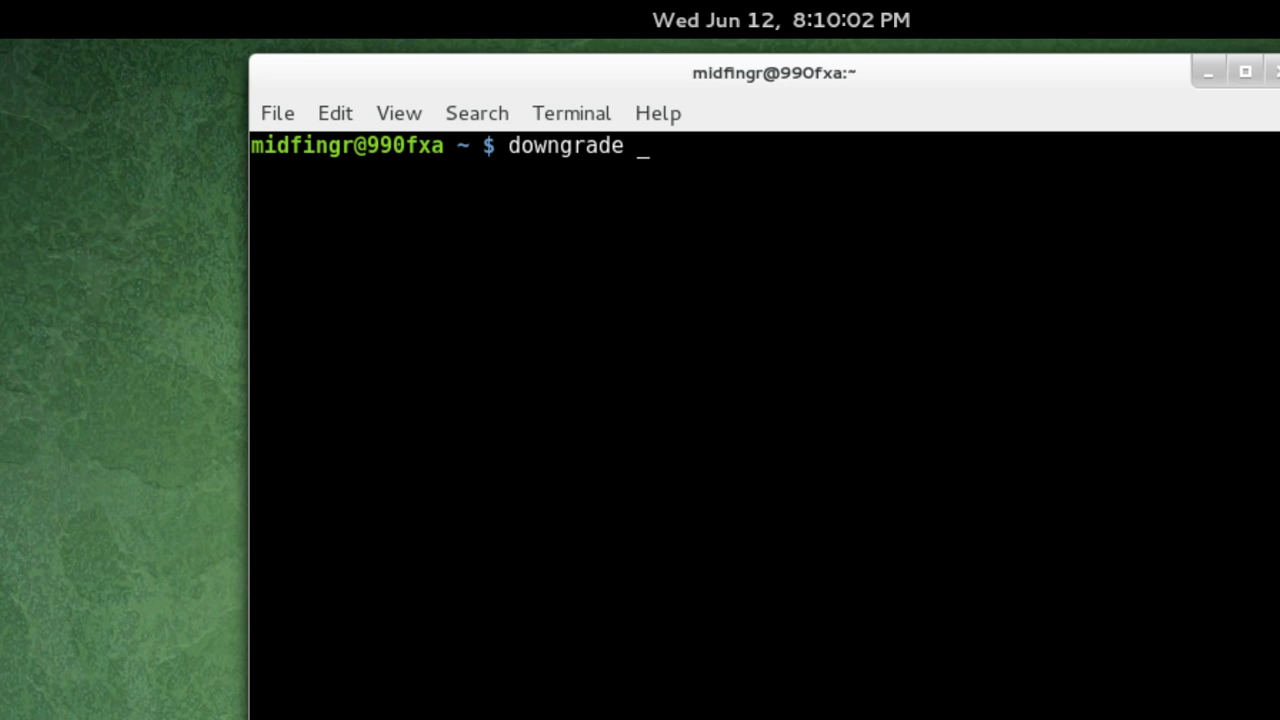 Wed Jun 12, 8:10:02 PM
midfingr@990fxa:~
File Edit View Search Terminal Help
midfingr@990fxa ~ $ downgrade _